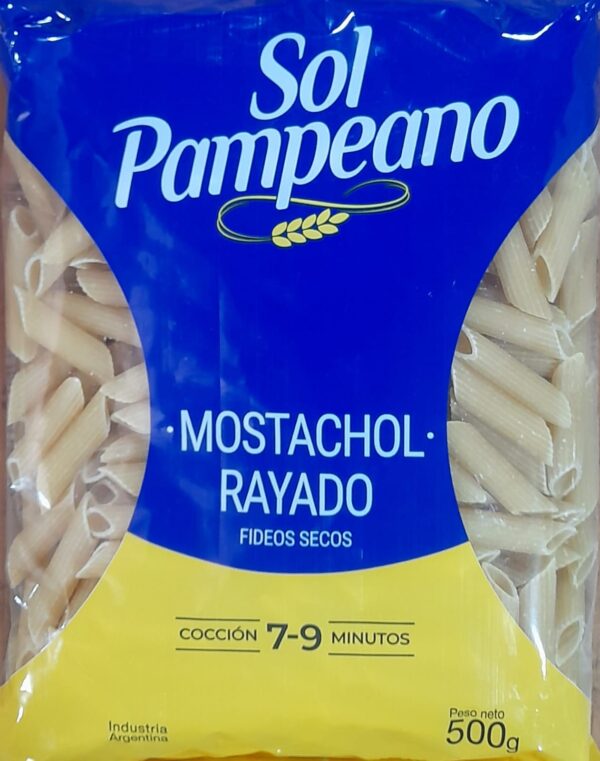 Sol
Pampeano
·MOSTACHOL·
RAYADO
FIDEOS SECOS
COCCIÓN 7-9 MINUTOS
Industria
Argentina
Peso neto
500g